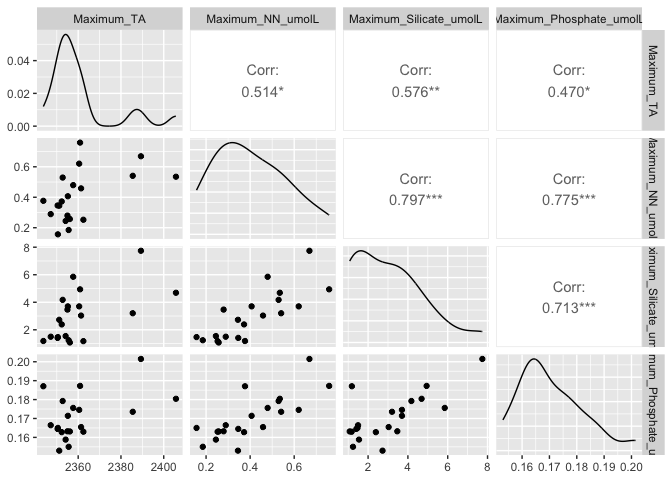 Maximum_TA Maximum_NN_umolL Maximum_Silicate_umolL Maximum_Phosphate_umolL
0.04
0.02
0.00
Corr:
0.514*
Corr:
0.576**
Corr:
0.470*
Maximum_TA
0.6
0.4
0.2
Corr:
0.797***
Corr:
0.775***
Maximum_NN_umol
8
6
4
2
Corr:
0.713***
ximum_Silicate_um
0.20
0.19
0.18
0.17
0.16
mum_Phosphate_u
2360 2380 2400 0.2 0.4 0.6 2 4 6 8 0.16 0.17 0.18 0.19 0.20